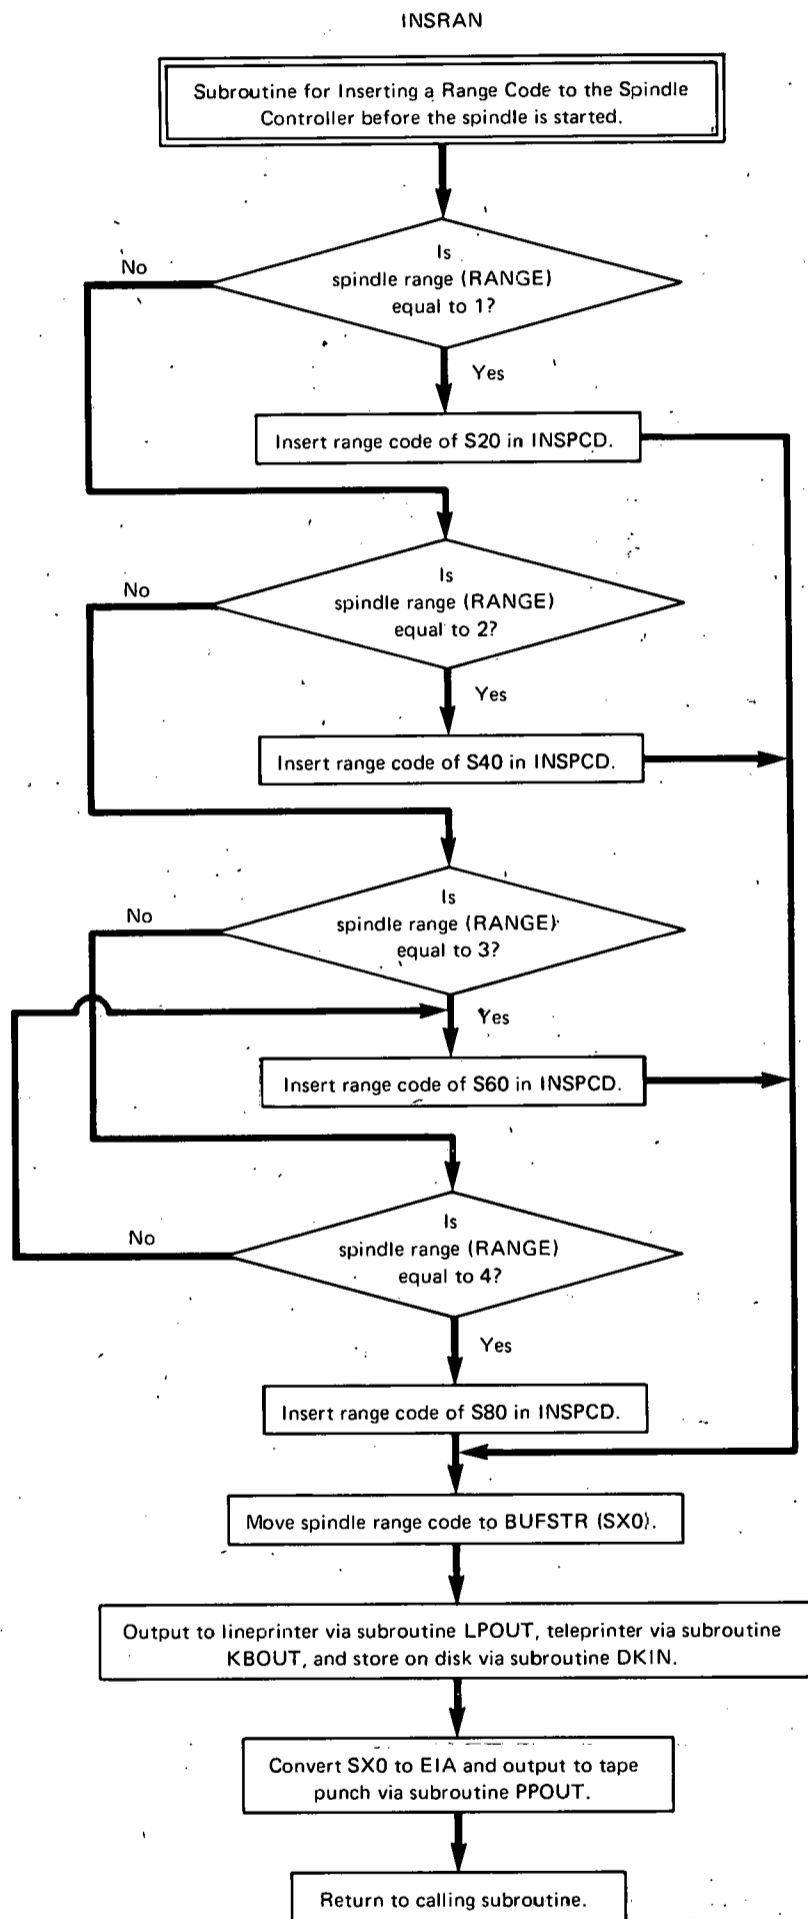 INSRAN
Subroutine for Inserting a Range Code to the Spindle
Controller before the spindle is started.
Is
spindle range (RANGE)
equal to 1?
No
Yes
Insert range code of S20 in INSPCD.
Is
spindle range (RANGE)
equal to 2?
No
Yes
Insert range code of S40 in INSPCD.
Is
spindle range (RANGE)
equal to 3?
No
Yes
Insert range code of S60 in INSPCD.
Is
spindle range (RANGE)
equal to 4?
No
Yes
Insert range code of S80 in INSPCD.
Move spindle range code to BUFSTR (SX0).
Output to lineprinter via subroutine LPOUT, teleprinter via subroutine
KBOUT, and store on disk via subroutine DKIN.
Convert SX0 to EIA and output to tape
punch via subroutine PPOUT.
Return to calling subroutine.